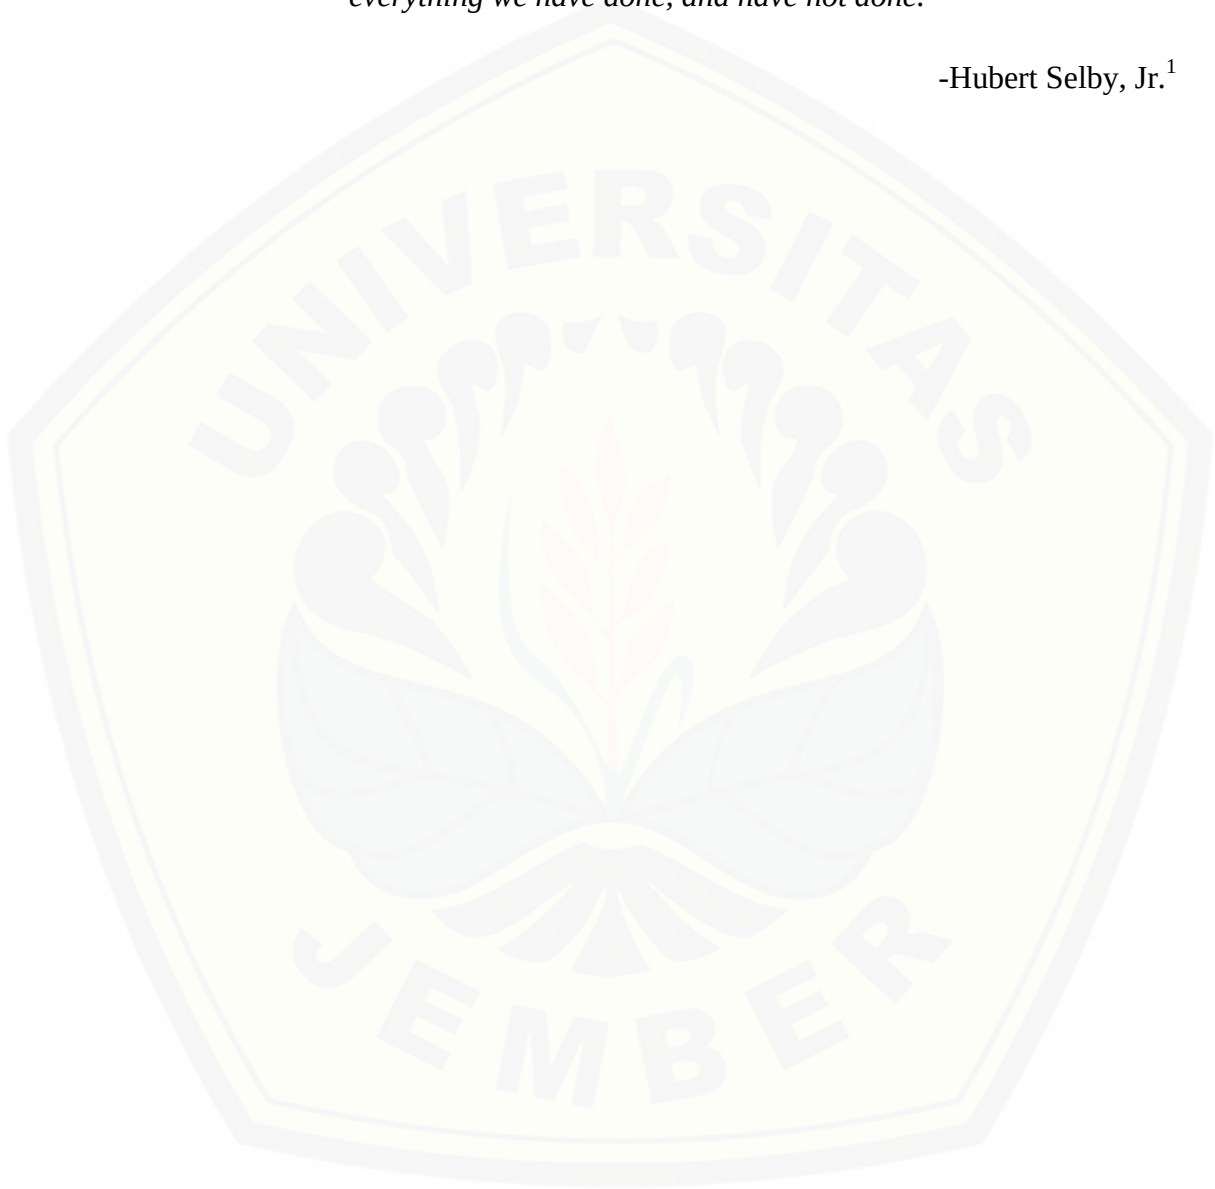 everything we have done, and have not done.
-Hubert Selby, Jr.1
UNIVERSITAS
JEMBER